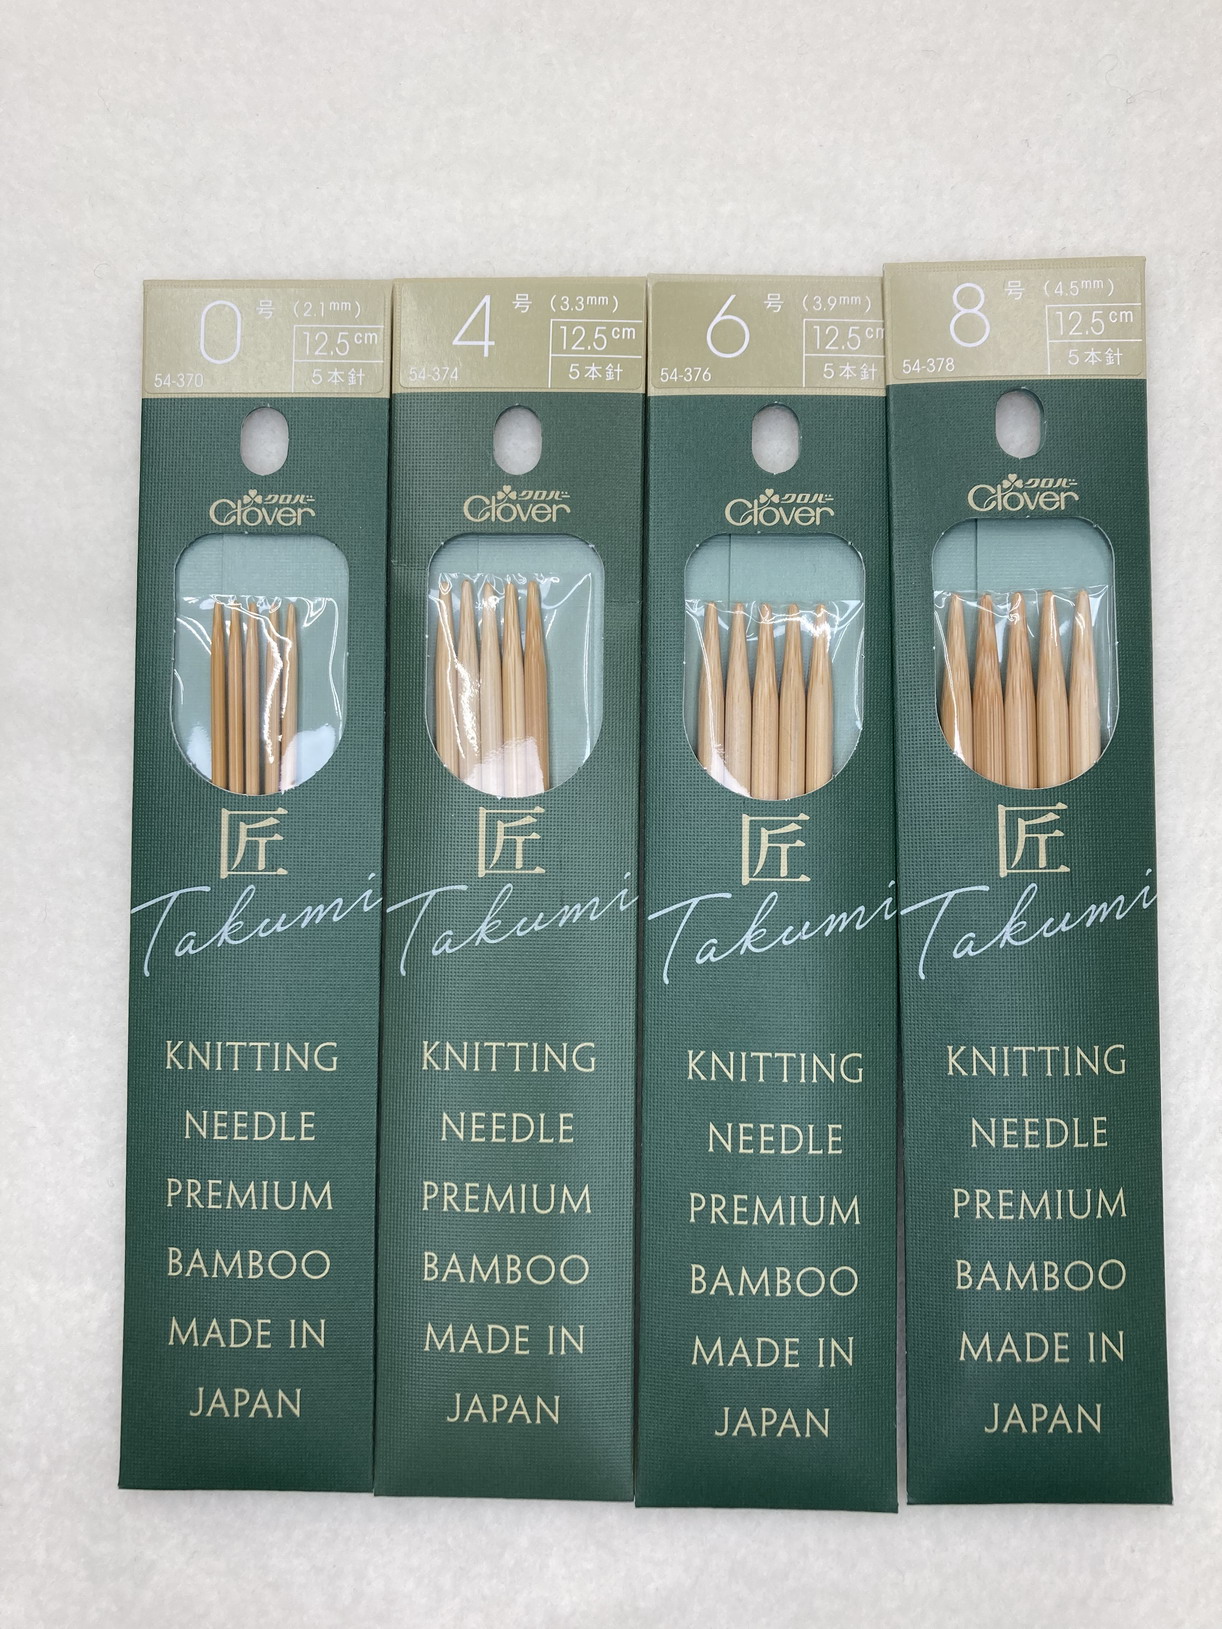 0号 (2.1mm)
12.5cm
54-370 5本針
クロバー
Clover
匠
Takumi
KNITTING
NEEDLE
PREMIUM
BAMBOO
MADE IN
JAPAN
4号 (3.3mm)
12.5cm
54-374 5本針
クロバー
Clover
匠
Takumi
KNITTING
NEEDLE
PREMIUM
BAMBOO
MADE IN
JAPAN
6号 (3.9mm)
12.5cm
54-376 5本針
クロバー
Clover
匠
Takumi
KNITTING
NEEDLE
PREMIUM
BAMBOO
MADE IN
JAPAN
8号 (4.5mm)
12.5cm
54-378 5本針
クロバー
Clover
匠
Takumi
KNITTING
NEEDLE
PREMIUM
BAMBOO
MADE IN
JAPAN